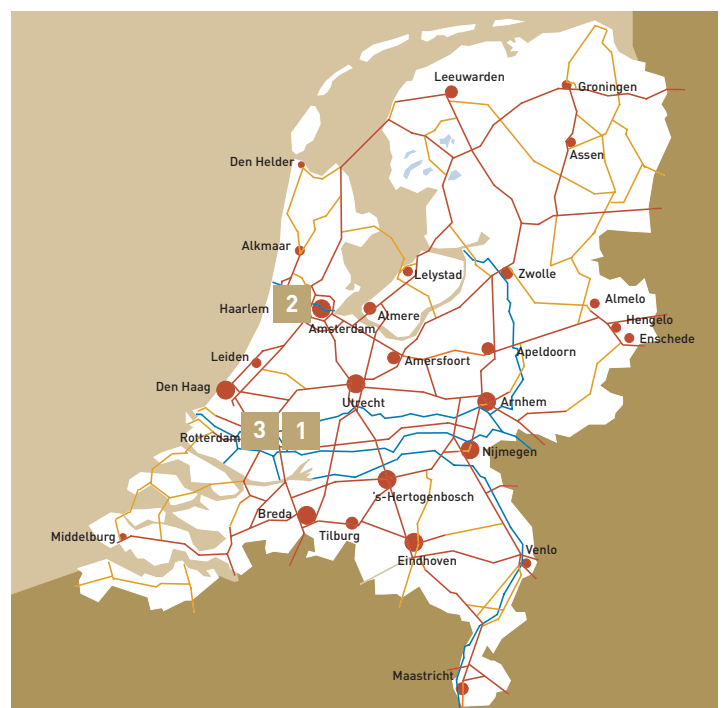 Leeuwarden
Groningen
Assen
Den Helder
Alkmaar
Lelystad
Zwolle
Almelo
Haarlem
2
Almere
Hengelo
Amsterdam
Enschede
Leiden
Amersfoort
Apeldoorn
Den Haag
Utrecht
Arnhem
Rotterdam
3
1
Nijmegen
's-Hertogenbosch
Breda
Tilburg
Middelburg
Eindhoven
Venlo
Maastricht